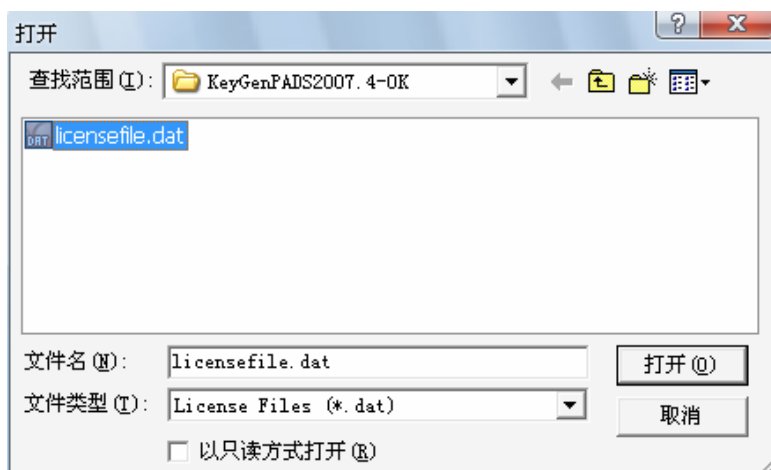 打开
查找范围(I): KeyGenPADS2007.4-OK
licensefile.dat
文件名(N): licensefile.dat 打开(O)
文件类型(T): License Files (*.dat) 取消
以只读方式打开(R)